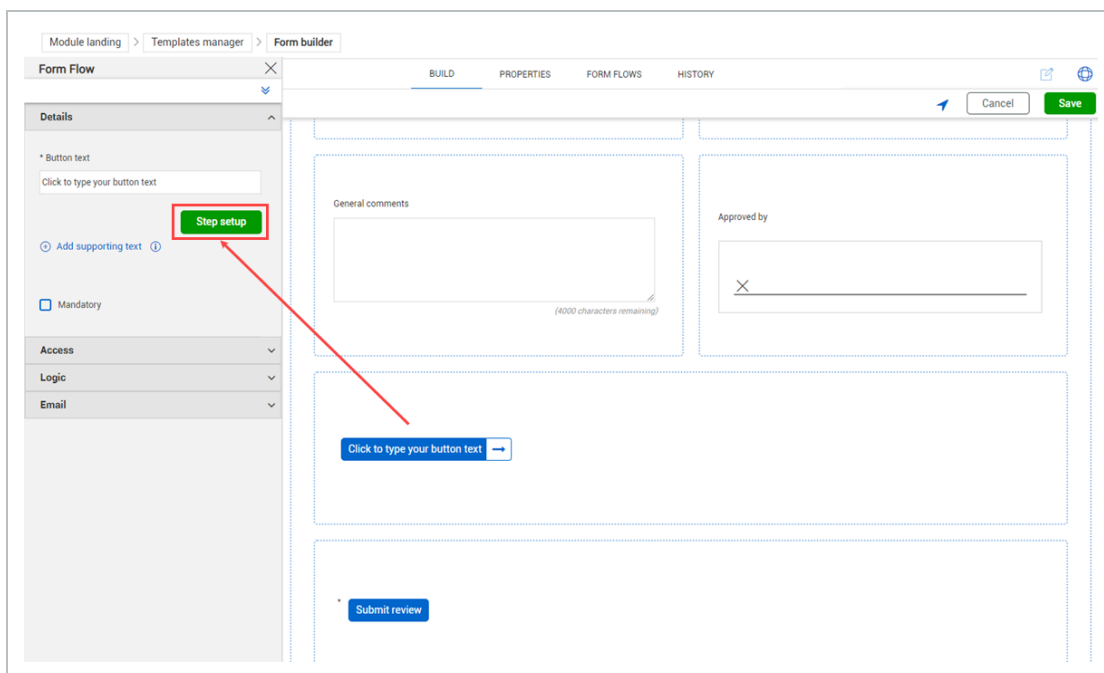 Module landing > Templates manager > Form builder
Form Flow
BUILD PROPERTIES FORM FLOWS HISTORY
Cancel Save
Details
* Button text
Click to type your button text
Step setup
Add supporting text
Mandatory
Access
Logic
Email
General comments
(4000 characters remaining)
Approved by
Click to type your button text
* Submit review